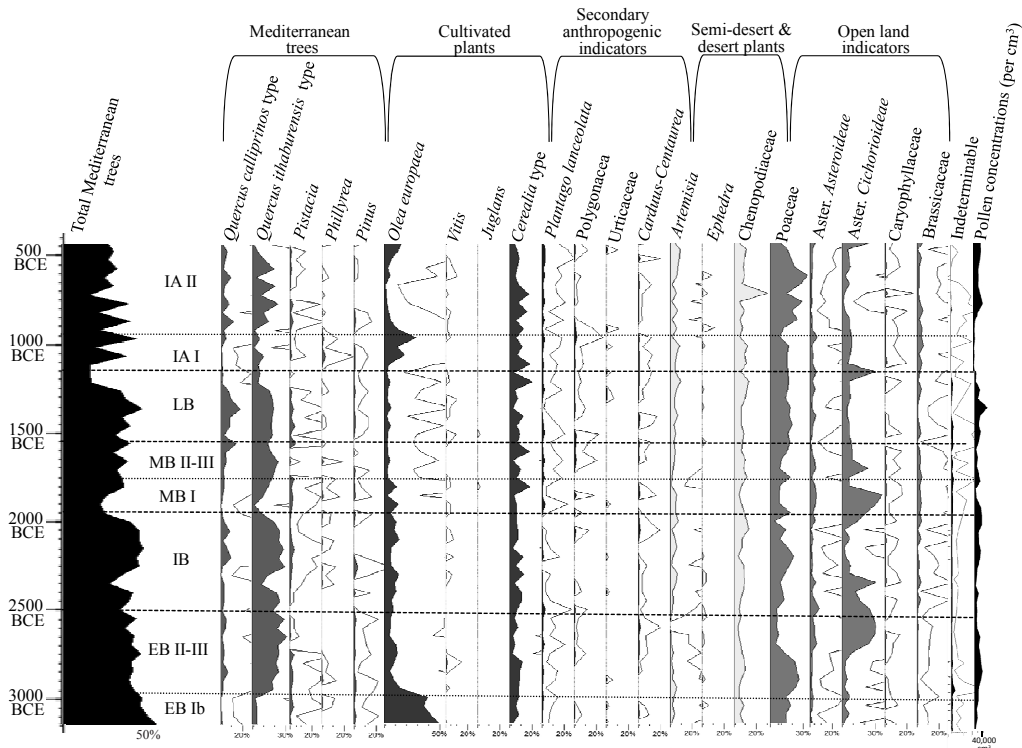 Mediterranean
trees
Cultivated
plants
Secondary
anthropogenic
indicators
Semi-desert &
desert plants
Open land
indicators
Total Mediterranean
trees
Quercus calliprinos type
Quercus ithaburensis type
Pistacia
Phillyrea
Pinus
Olea europaea
Vitis
Juglans
Cerealia type
Plantago lanceolata
Polygonacea
Urticaceae
Carduus-Centaurea
Artemisia
Ephedra
Chenopodiaceae
Poaceae
Aster. Asteroideae
Aster. Cichorioideae
Caryophyllaceae
Brassicaceae
Indeterminable
Pollen concentrations (per cm³)
500
BCE
IA II
1000
BCE
IA I
LB
1500
BCE
MB II-III
MB I
2000
BCE
IB
2500
BCE
EB II-III
3000
BCE
EB Ib
50% 20% 20% 20% 20% 20% 50% 20% 20% 20% 20% 20% 20% 20% 20% 20% 20% 20% 40,000
cm³